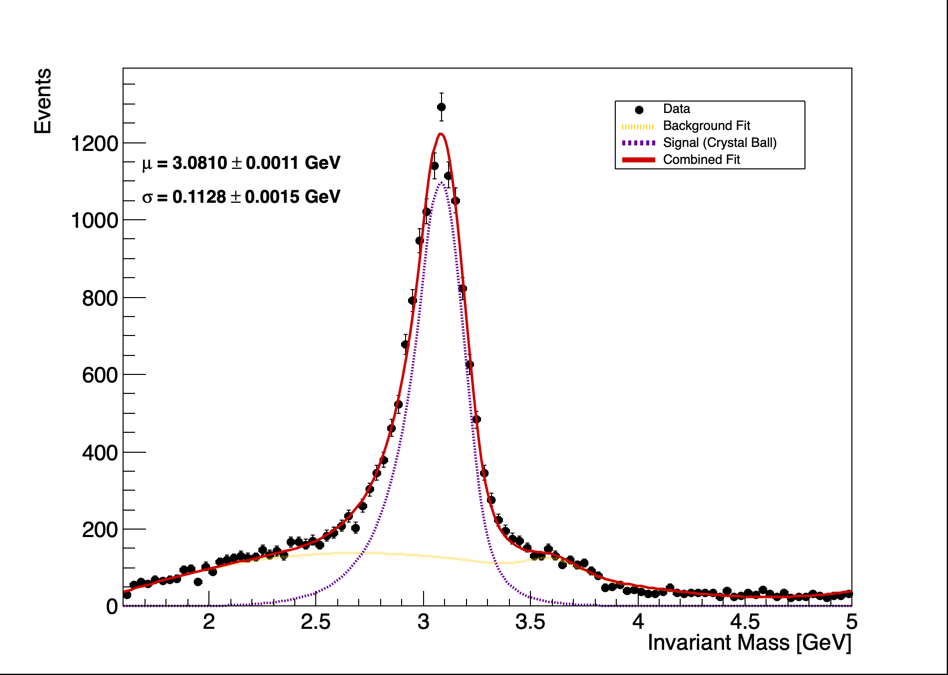 Events
Data
Background Fit
Signal (Crystal Ball)
Combined Fit
μ = 3.0810 ± 0.0011 GeV
σ = 0.1128 ± 0.0015 GeV
1200
1000
800
600
400
200
0
2 2.5 3 3.5 4 4.5 5
Invariant Mass [GeV]